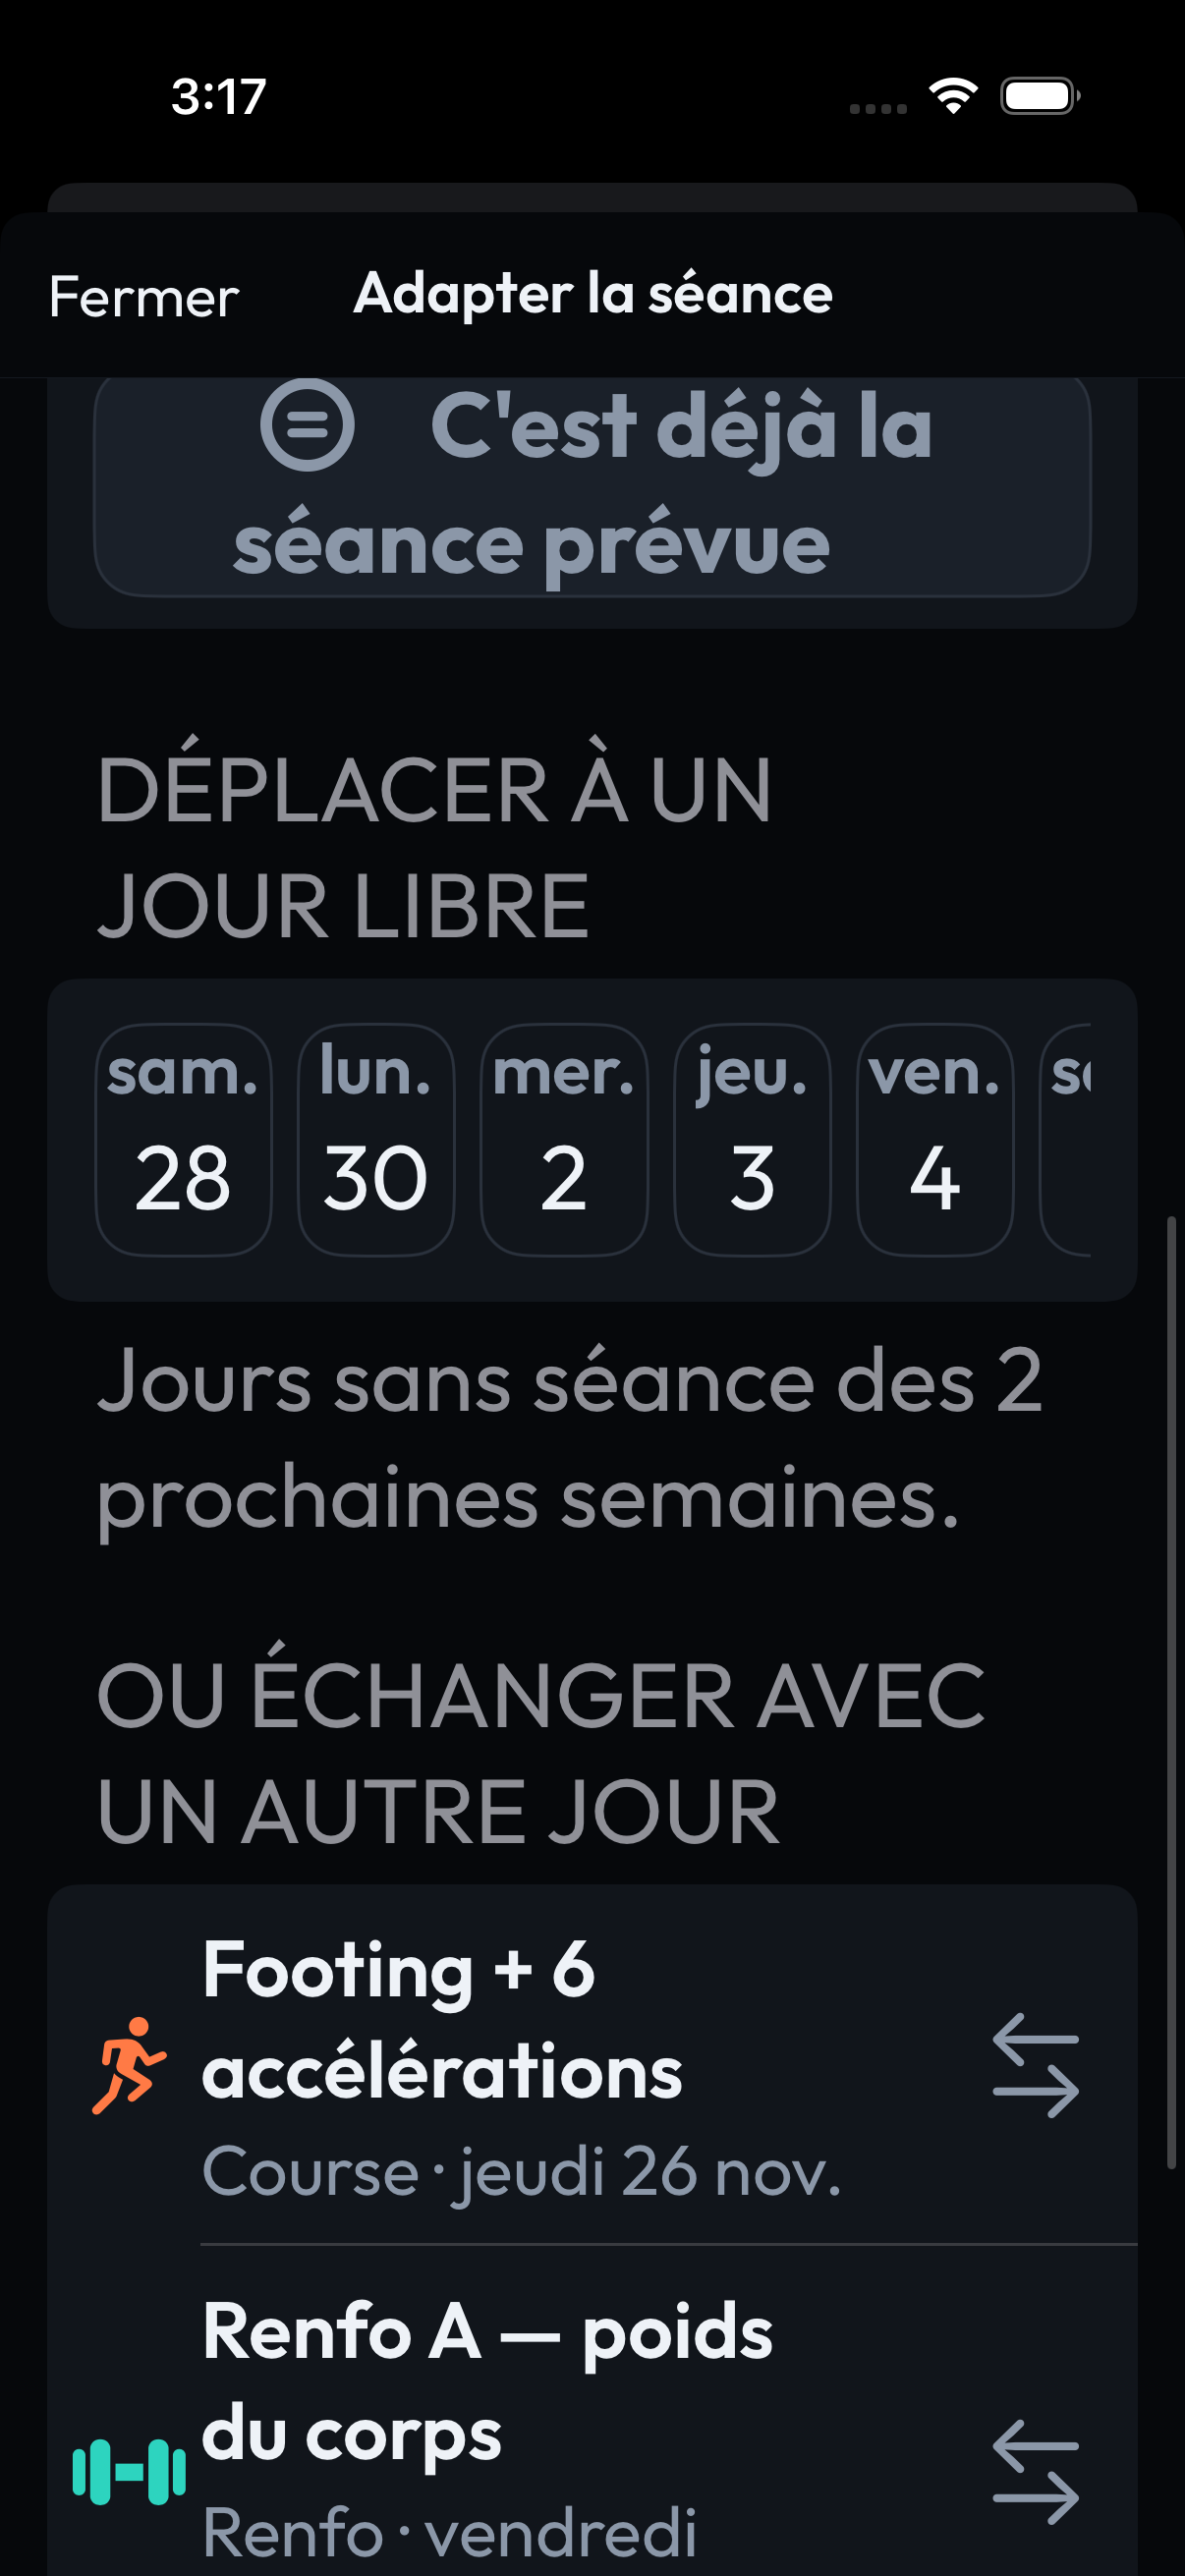 3:17
Fermer
Adapter la séance
C'est déjà la
séance prévue
DÉPLACER À UN
JOUR LIBRE
sam.
28
lun.
30
mer.
2
jeu.
3
ven.
4
Jours sans séance des 2
prochaines semaines.
OU ÉCHANGER AVEC
UN AUTRE JOUR
Footing + 6
accélérations
Course · jeudi 26 nov.
Renfo A — poids
du corps
Renfo · vendredi